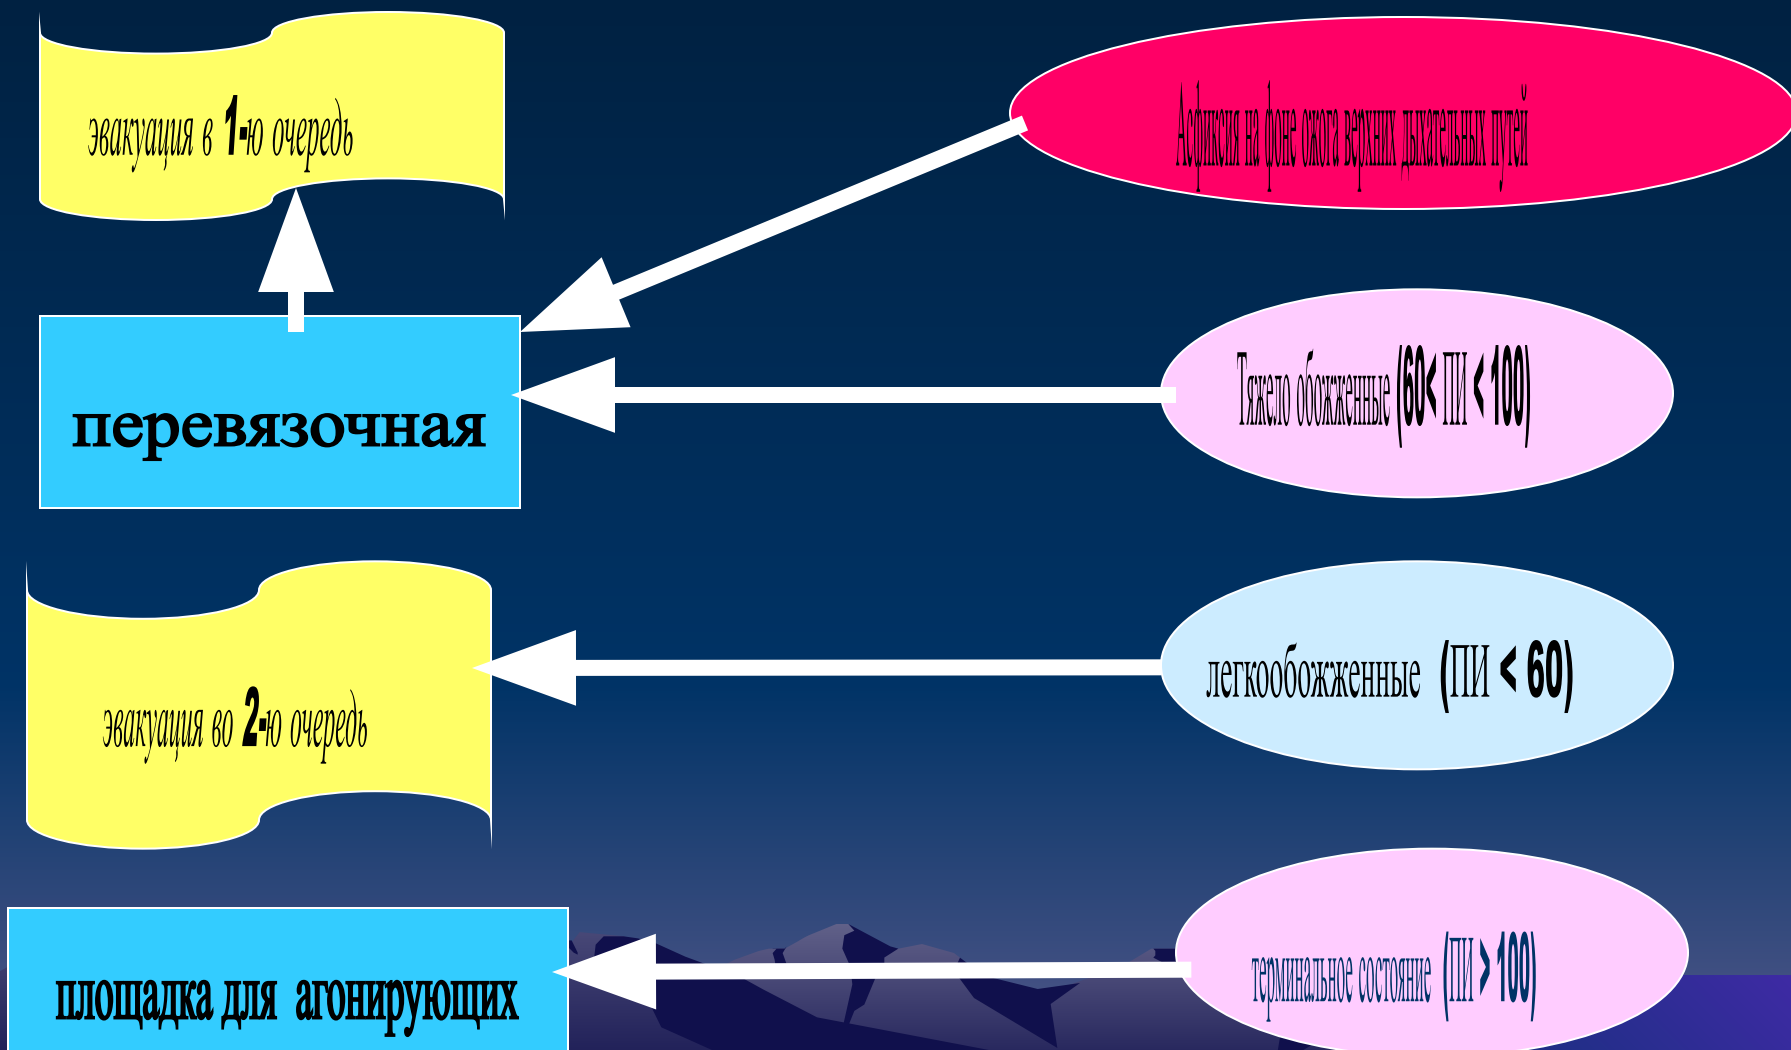 эвакуация в 1-ю очередь
Асфиксия на фоне ожога верхних дыхательных путей
перевязочная
Тяжело обожженные (60< ПИ < 100)
эвакуация во 2-ю очередь
легкообожженные (ПИ < 60)
площадка для агонирующих
терминальное состояние (ПИ > 100)